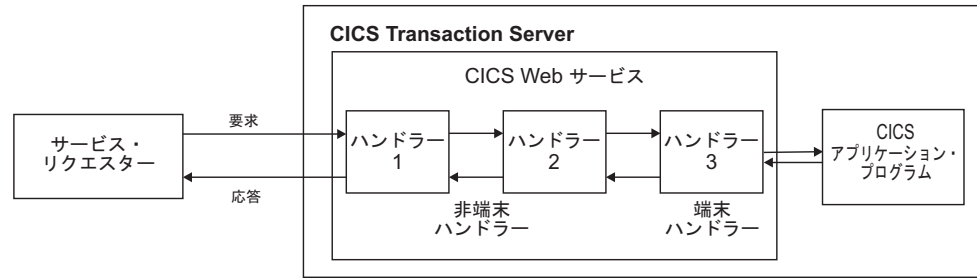 CICS Transaction Server
CICS Web サービス
サービス・
リクエスター
要求
応答
ハンドラー
1
ハンドラー
2
ハンドラー
3
CICS
アプリケーション・
プログラム
非端末
ハンドラー
端末
ハンドラー